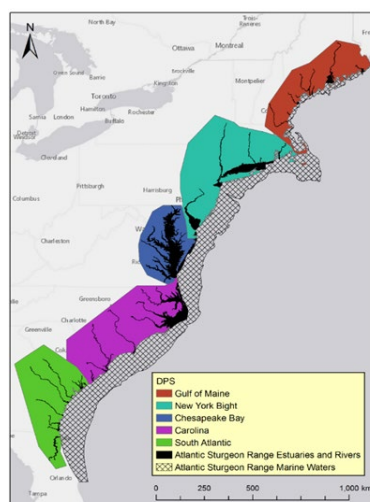 North Bay
Trois-Rivieres
Ottawa
Montreal
N
Barrie
Kingston
Montpelier
Toronto
Hamilton
Rochester
Sarnia
London
Buffalo
Detroit
Cleveland
Pittsburgh
Harrisburg
Columbus
Charleston
Greensboro
Charlotte
Greenville
Orlando
Tampa
DPS
Gulf of Maine
New York Bight
Chesapeake Bay
Carolina
South Atlantic
Atlantic Sturgeon Range Estuaries and Rivers
Atlantic Sturgeon Range Marine Waters
0 250 500 1,000 km